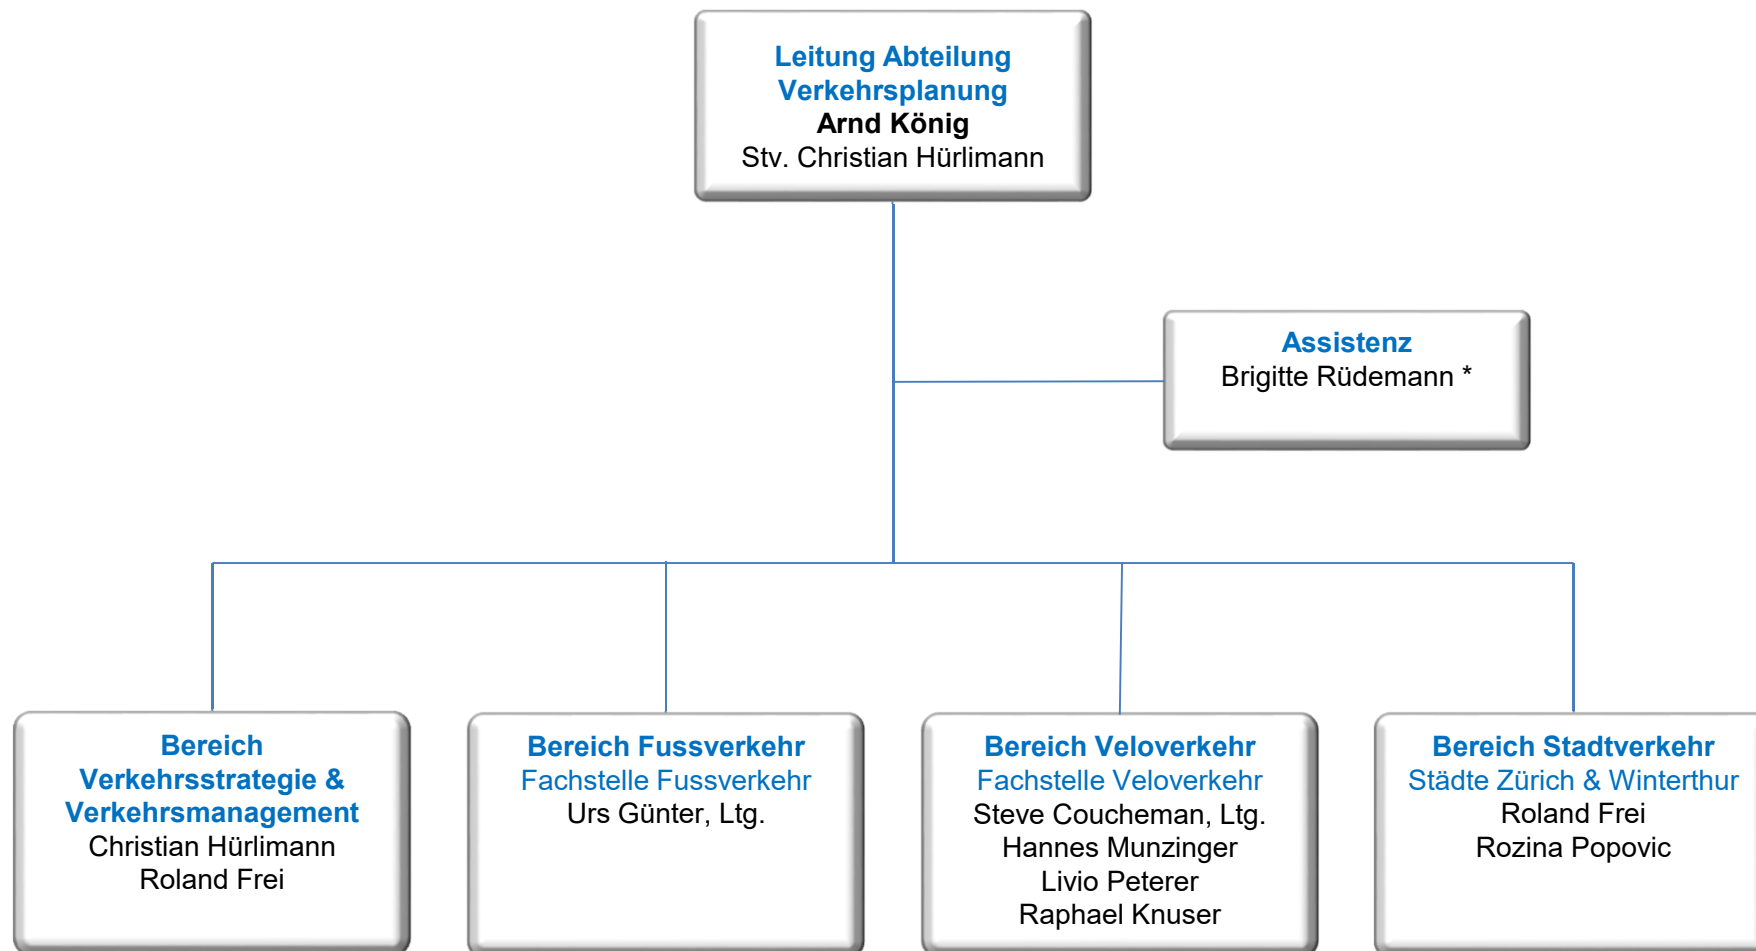 Leitung Abteilung
Verkehrsplanung
Arnd König
Stv. Christian Hürlimann
Assistenz
Brigitte Rüdemann *
Bereich
Verkehrsstrategie &
Verkehrsmanagement
Christian Hürlimann
Roland Frei
Bereich Fussverkehr
Fachstelle Fussverkehr
Urs Günter, Ltg.
Bereich Veloverkehr
Fachstelle Veloverkehr
Steve Coucheman, Ltg.
Hannes Munzinger
Livio Peterer
Raphael Knuser
Bereich Stadtverkehr
Städte Zürich & Winterthur
Roland Frei
Rozina Popovic